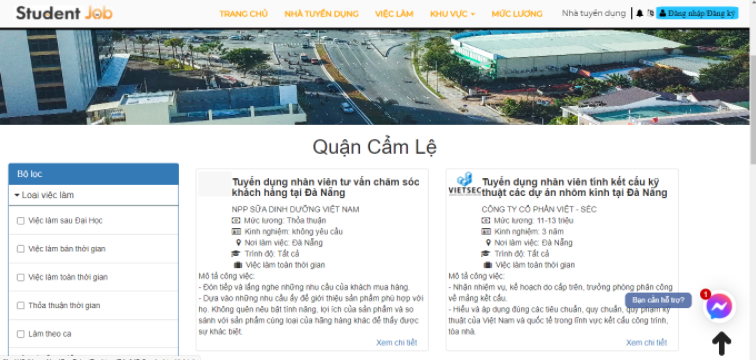 Student Job
TRANG CHỦ NHÀ TUYỂN DỤNG VIỆC LÀM KHU VỰC MỨC LƯƠNG Nhà tuyển dụng Đăng nhập/Đăng ký
Quận Cẩm Lệ
Bộ lọc
Loại việc làm
Việc làm sau Đại Học
Việc làm bán thời gian
Việc làm toàn thời gian
Thỏa thuận thời gian
Làm theo ca
Tuyển dụng nhân viên tư vấn chăm sóc
khách hàng tại Đà Nẵng
NPP SỮA DINH DƯỠNG VIỆT NAM
Mức lương: Thỏa thuận
Kinh nghiệm: không yêu cầu
Nơi làm việc: Đà Nẵng
Trình độ: Tất cả
Việc làm toàn thời gian
Mô tả công việc:
- Đón tiếp và lắng nghe những nhu cầu của khách mua hàng.
- Dựa vào những nhu cầu ấy để giới thiệu sản phẩm phù hợp với
họ. Không quên nêu bật tính năng, lợi ích của sản phẩm và so
sánh với sản phẩm cùng loại của hãng hàng khác để thấy được
sự khác biệt.
Xem chi tiết
VIETSEC
Tuyển dụng nhân viên tính kết cấu kỹ
thuật các dự án nhôm kính tại Đà Nẵng
CÔNG TY CỔ PHẦN VIỆT - SÉC
Mức lương: 11-13 triệu
Kinh nghiệm: 3 năm
Nơi làm việc: Đà Nẵng
Trình độ: Tất cả
Việc làm toàn thời gian
Mô tả công việc:
- Nhận nhiệm vụ, kế hoạch do cấp trên, trưởng phòng phân công
về mảng kết cấu.
- Hiểu và áp dụng đúng các tiêu chuẩn, quy chuẩn, quy phạm kỹ
thuật của Việt Nam và quốc tế trong lĩnh vực kết cấu công trình,
tòa nhà.
Xem chi tiết
Bạn cần hỗ trợ?
1